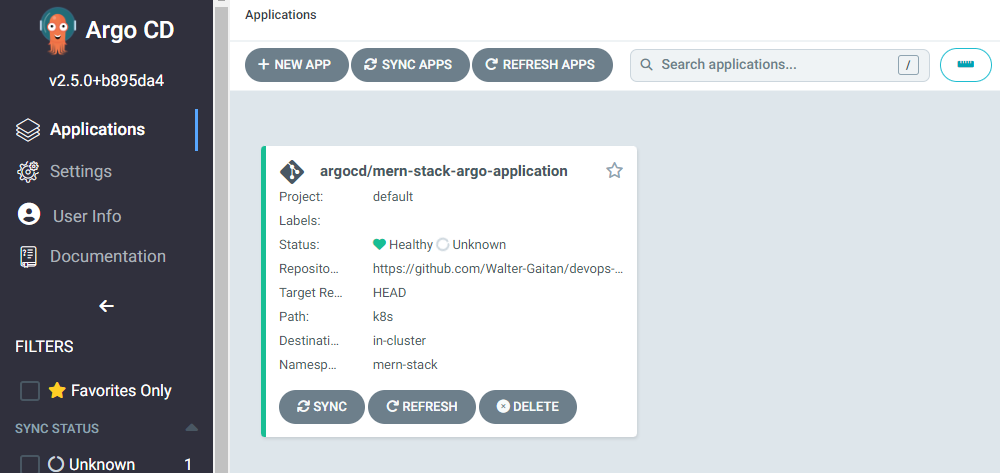 Argo CD
v2.5.0+b895da4
Applications
Settings
User Info
Documentation
FILTERS
Favorites Only
SYNC STATUS
Unknown 1
Applications
NEW APP SYNC APPS REFRESH APPS Search applications... /
argocd/mern-stack-argo-application
Project: default
Labels:
Status: Healthy Unknown
Reposito... https://github.com/Walter-Gaitan/devops-...
Target Re... HEAD
Path: k8s
Destinati... in-cluster
Namesp... mern-stack
SYNC REFRESH DELETE